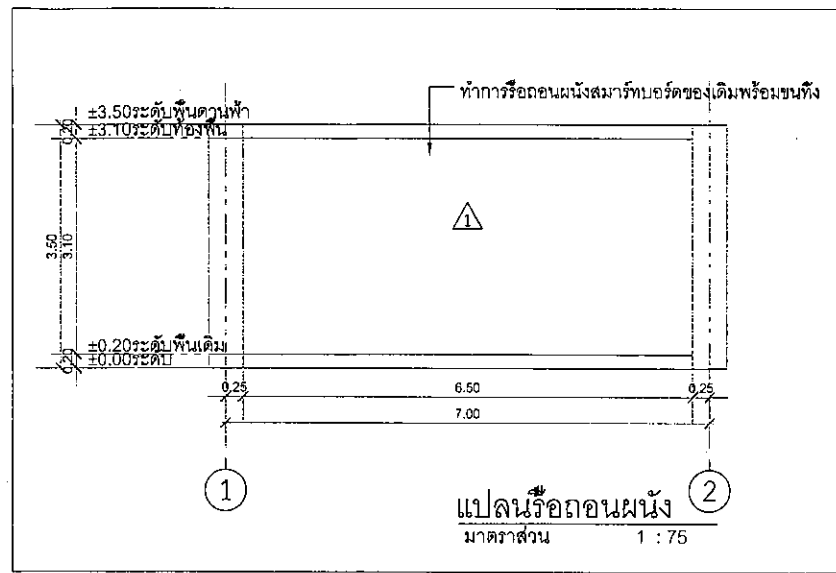 ทำการรื้อถอนผนังสมาร์ทบอร์ดของเดิมพร้อมขนทิ้ง
±3.50ระดับพื้นดาดฟ้า
±3.10ระดับท้องพื้น
0.20
3.50
3.10
1
±0.20ระดับพื้นเดิม
±0.00ระดับ
0.20
0.25
6.50
0.25
7.00
1
2
แปลนรื้อถอนผนัง
มาตราส่วน 1 : 75